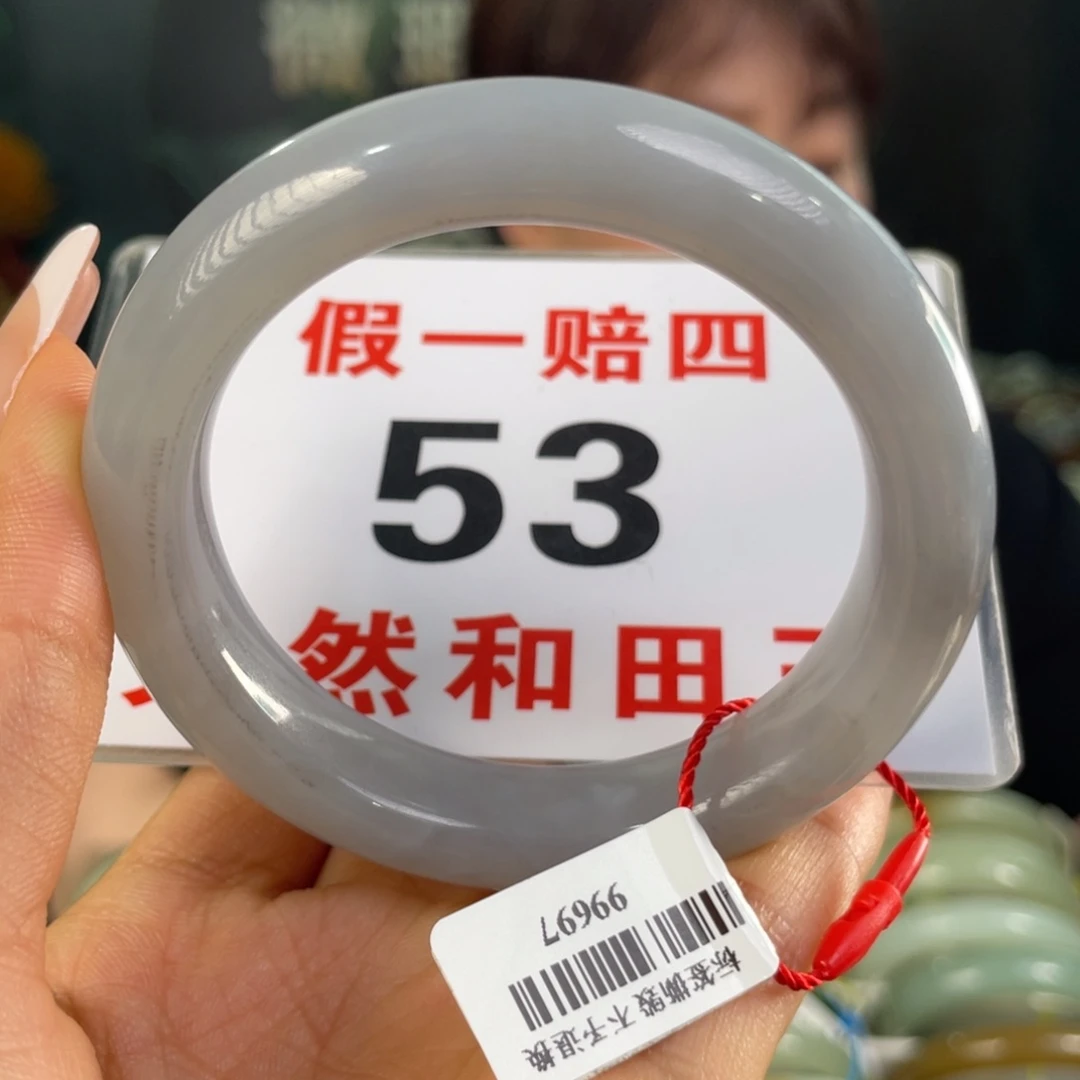 假一赔四
53
然和田
标签撕毁 不予退换
99697